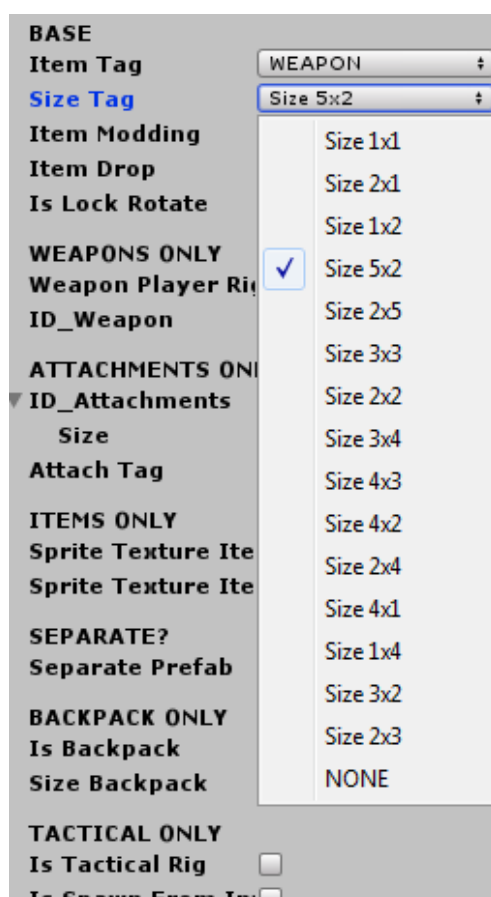 BASE
Item Tag WEAPON
Size Tag Size 5x2
Item Modding Size 1x1
Item Drop Size 2x1
Is Lock Rotate Size 1x2
WEAPONS ONLY Size 5x2
Weapon Player Rig
ID_Weapon Size 2x5
Size 3x3
ATTACHMENTS ONL
ID_Attachments Size 2x2
Size Size 3x4
Attach Tag Size 4x3
ITEMS ONLY Size 4x2
Sprite Texture Ite
Sprite Texture Ite Size 2x4
SEPARATE? Size 4x1
Separate Prefab Size 1x4
BACKPACK ONLY Size 3x2
Is Backpack Size 2x3
Size Backpack NONE
TACTICAL ONLY
Is Tactical Rig